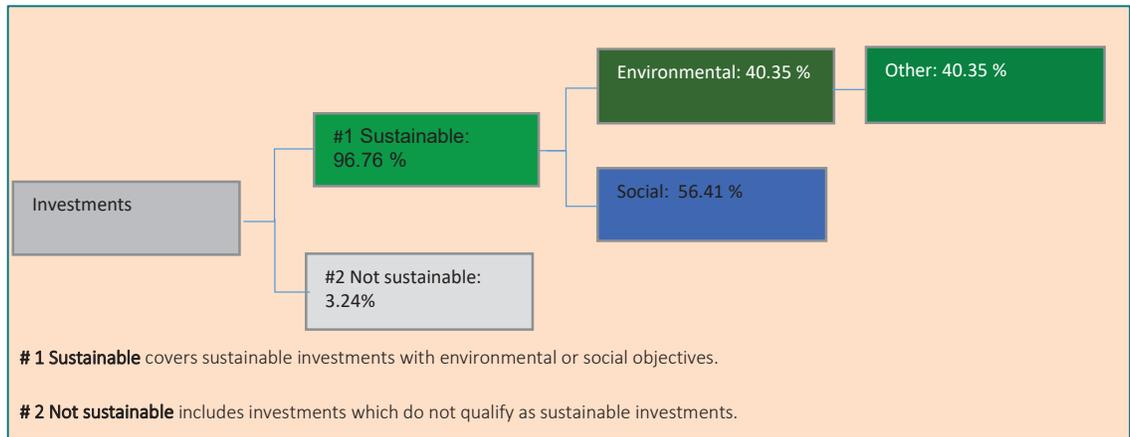 Environmental: 40.35 %
Other: 40.35 %
#1 Sustainable:
96.76 %
Social:  56.41 %
Investments
#2 Not sustainable:
3.24%
# 1 Sustainable covers sustainable investments with environmental or social objectives.
# 2 Not sustainable includes investments which do not qualify as sustainable investments.